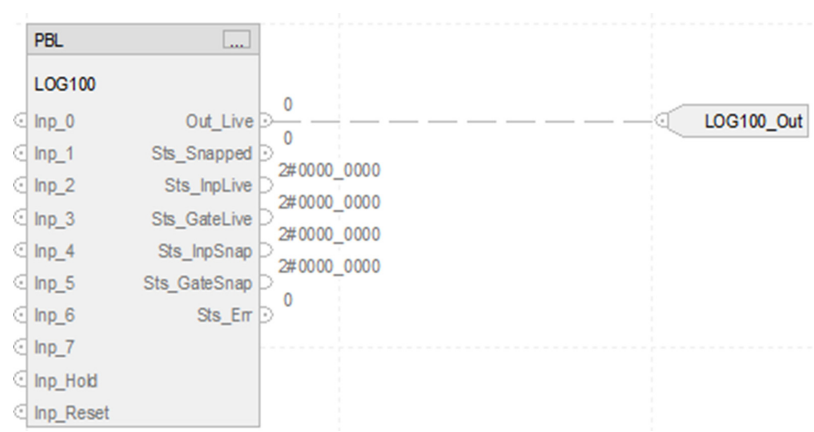 PBL ...
LOG100
0
Inp_0 Out_Live LOG100_Out
0
Inp_1 Sts_Snapped
2#0000_0000
Inp_2 Sts_InpLive
2#0000_0000
Inp_3 Sts_GateLive
2#0000_0000
Inp_4 Sts_InpSnap
2#0000_0000
Inp_5 Sts_GateSnap
0
Inp_6 Sts_Err
Inp_7
Inp_Hold
Inp_Reset